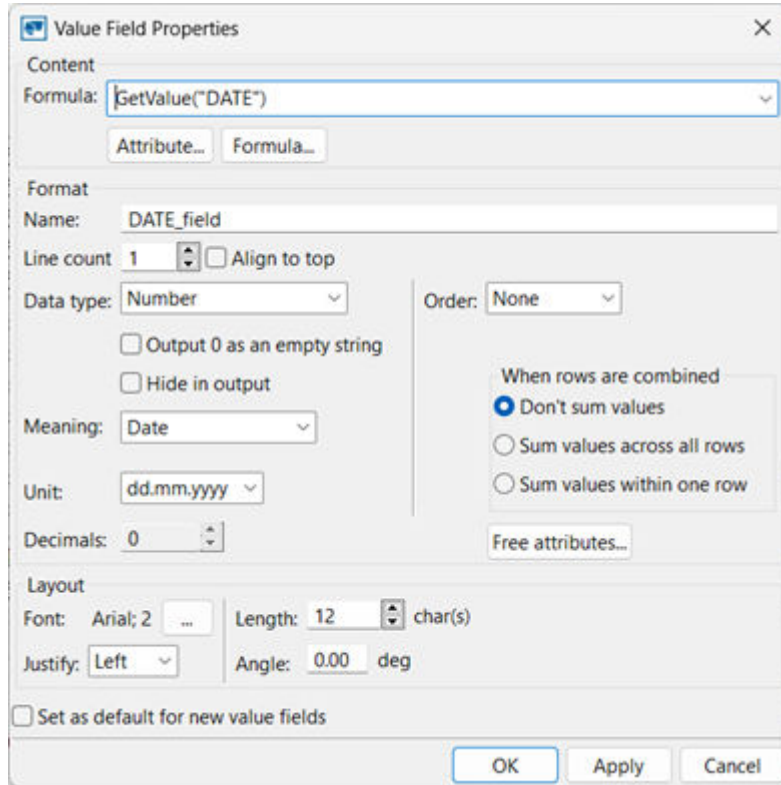 Value Field Properties
Content
Formula: GetValue("DATE")
Attribute... Formula...
Format
Name: DATE_field
Line count 1 Align to top
Data type: Number Order: None
Output 0 as an empty string
Hide in output
When rows are combined
Don't sum values
Meaning: Date
Sum values across all rows
Unit: dd.mm.yyyy Sum values within one row
Decimals: 0 Free attributes...
Layout
Font: Arial; 2 ... Length: 12 char(s)
Justify: Left Angle: 0.00 deg
Set as default for new value fields
OK Apply Cancel